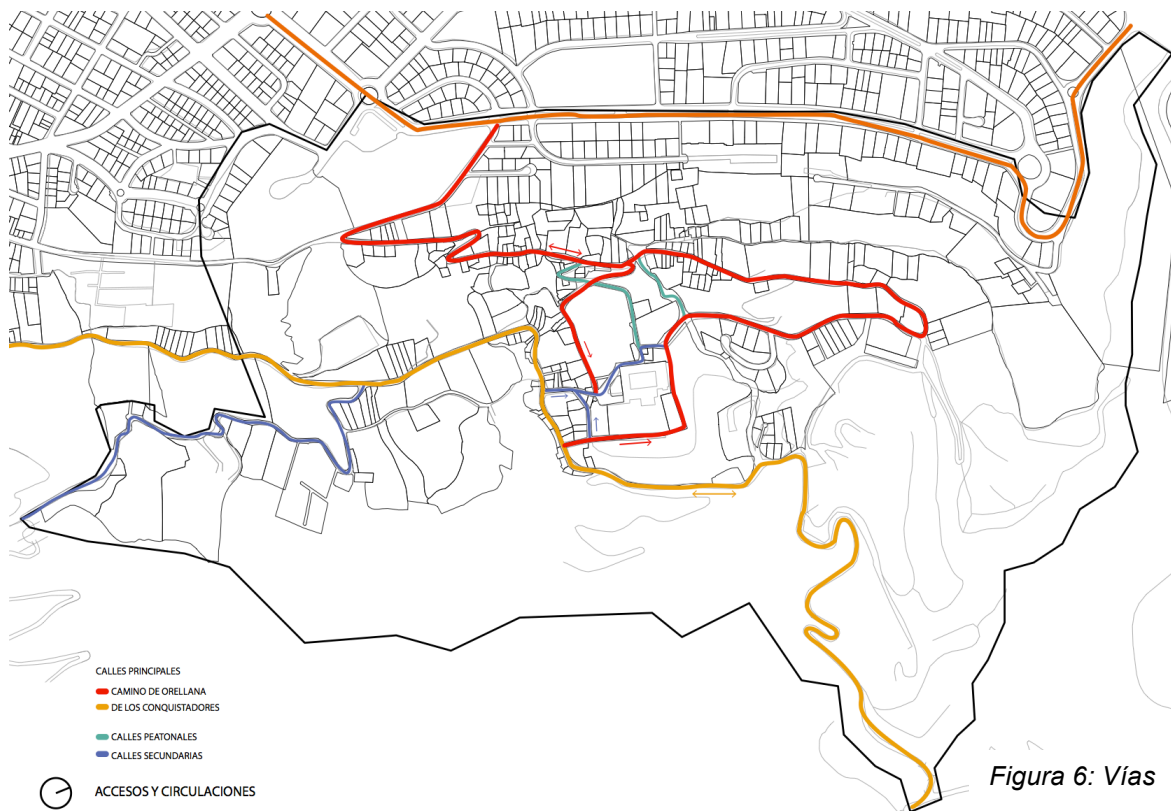 CALLES PRINCIPALES
CAMINO DE ORELLANA
DE LOS CONQUISTADORES
CALLES PEATONALES
CALLES SECUNDARIAS
ACCESOS Y CIRCULACIONES
Figura 6: Vías